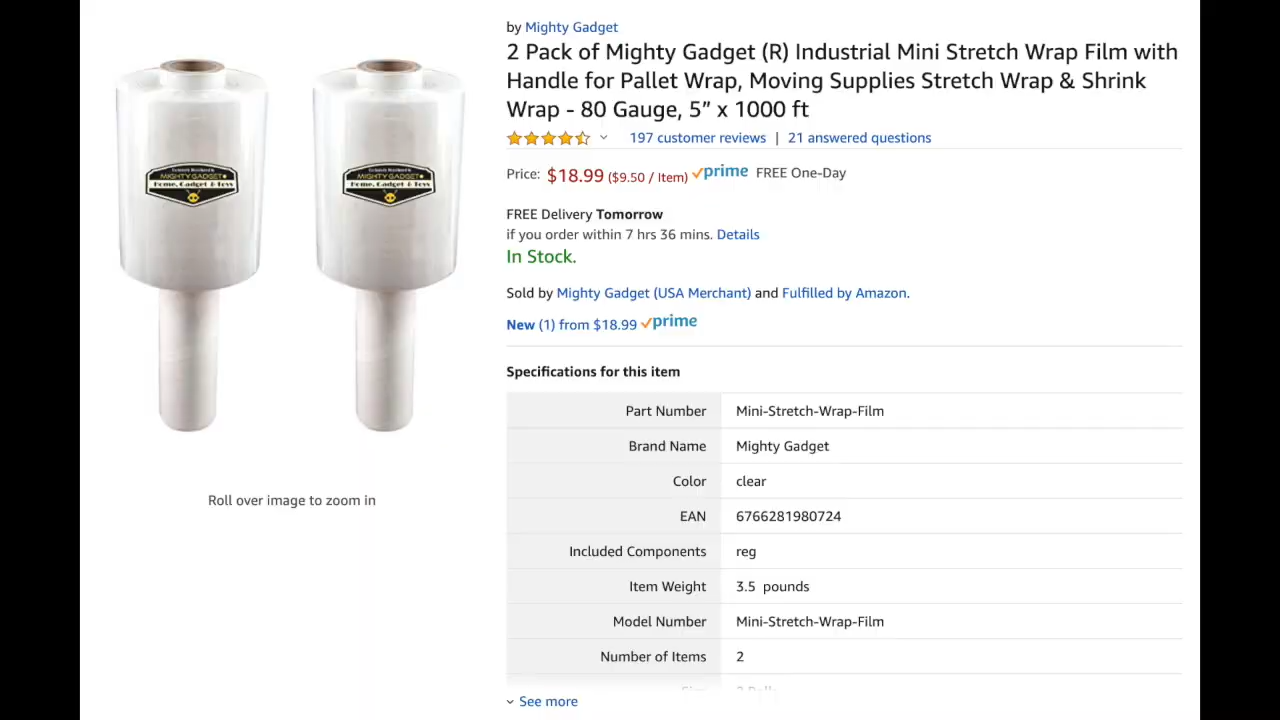 by Mighty Gadget
2 Pack of Mighty Gadget (R) Industrial Mini Stretch Wrap Film with
Handle for Pallet Wrap, Moving Supplies Stretch Wrap & Shrink
Wrap - 80 Gauge, 5” x 1000 ft
197 customer reviews | 21 answered questions
Price: $18.99 ($9.50 / Item) prime FREE One-Day
FREE Delivery Tomorrow
if you order within 7 hrs 36 mins. Details
In Stock.
Sold by Mighty Gadget (USA Merchant) and Fulfilled by Amazon.
New (1) from $18.99 prime
Specifications for this item
Part Number Mini-Stretch-Wrap-Film
Brand Name Mighty Gadget
Color clear
EAN 6766281980724
Included Components reg
Item Weight 3.5 pounds
Model Number Mini-Stretch-Wrap-Film
Number of Items 2
See more
MIGHTY GADGET
Home, Gadget & Toys
MIGHTY GADGET
Home, Gadget & Toys
Roll over image to zoom in